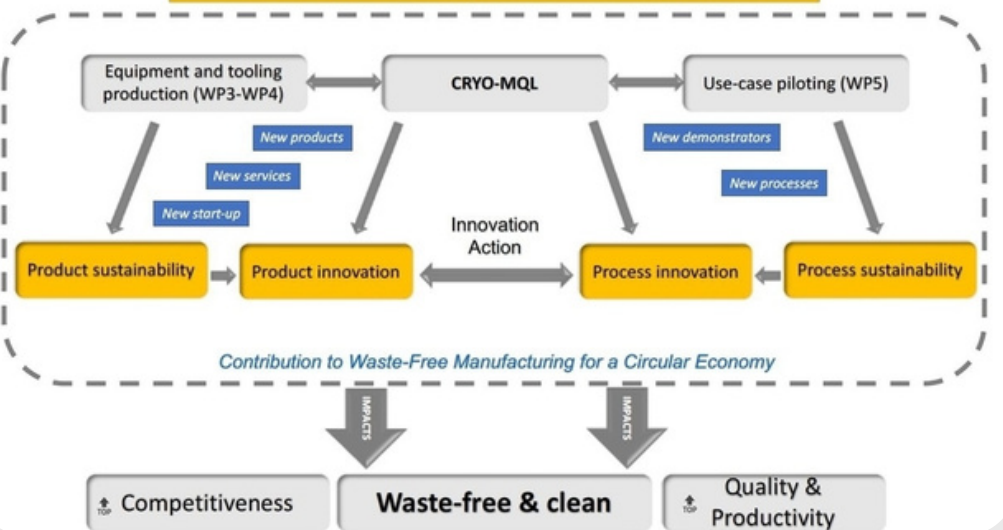 Equipment and tooling
production (WP3-WP4)
CRYO-MQL
Use-case piloting (WP5)
New products
New demonstrators
New services
New processes
New start-up
Innovation
Action
Product sustainability
Product innovation
Process innovation
Process sustainability
Contribution to Waste-Free Manufacturing for a Circular Economy
IMPACTS
IMPACTS
TOP
Competitiveness
Waste-free & clean
TOP
Quality &
Productivity